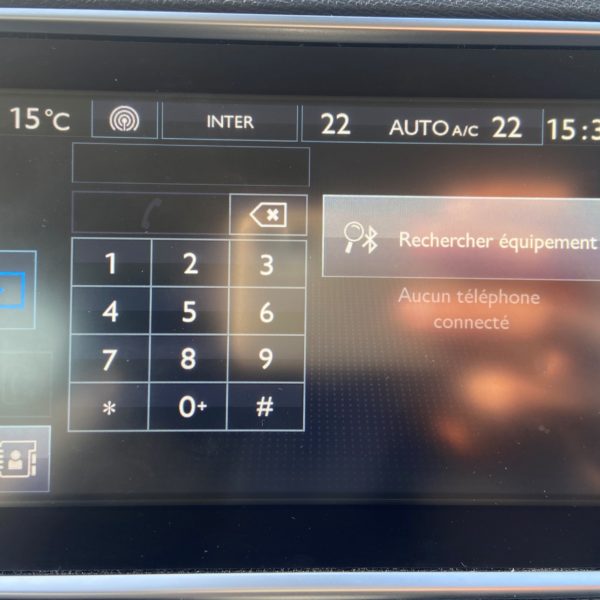 15°C INTER 22 AUTO A/C 22 15:3
Rechercher équipement
Aucun téléphone
connecté
1 2 3
4 5 6
7 8 9
* 0+ #